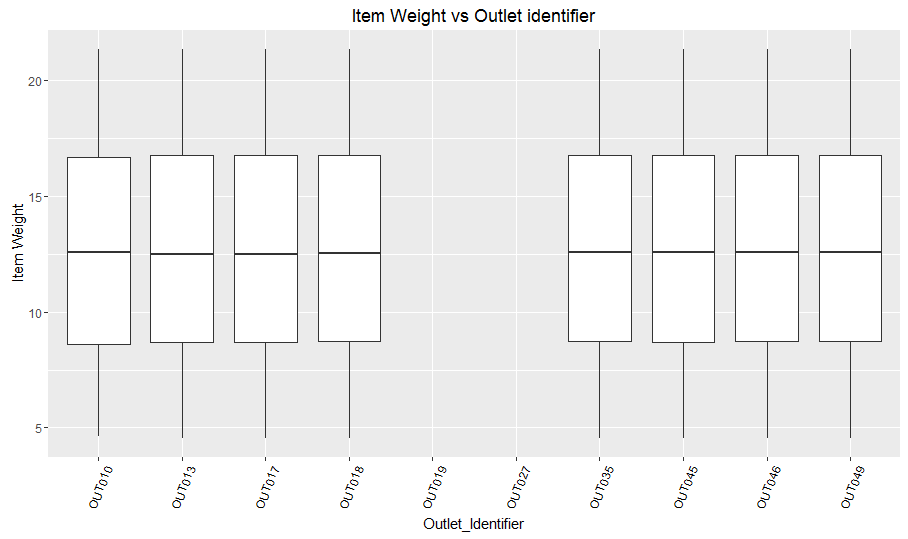 Item Weight vs Outlet identifier
Item Weight
20
15
10
5
OUT010 OUT013 OUT017 OUT018 OUT019 OUT027 OUT035 OUT045 OUT046 OUT049
Outlet_Identifier